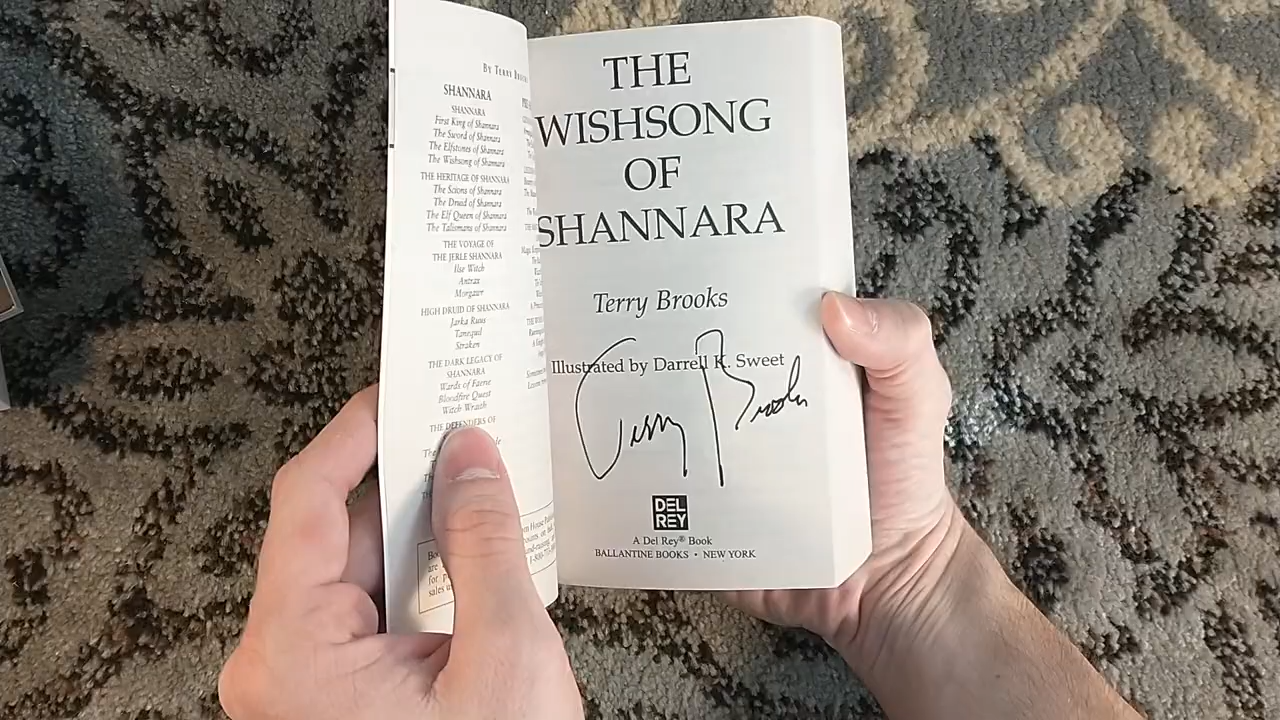 By Terry Brooks
SHANNARA
SHANNARA
First King of Shannara
The Sword of Shannara
The Elfstones of Shannara
The Wishsong of Shannara
THE HERITAGE OF SHANNARA
The Scions of Shannara
The Druid of Shannara
The Elf Queen of Shannara
The Talismans of Shannara
THE VOYAGE OF
THE JERLE SHANNARA
Ilse Witch
Antrax
Morgawr
HIGH DRUID OF SHANNARA
Jarka Ruus
Tanequil
Straken
THE DARK LEGACY OF
SHANNARA
Wards of Faerie
Bloodfire Quest
Witch Wraith
THE DEFENDERS OF
THE
WISHSONG
OF
SHANNARA
Terry Brooks
Illustrated by Darrell K. Sweet
Terry Brooks
DEL
REY
A Del Rey® Book
BALLANTINE BOOKS • NEW YORK